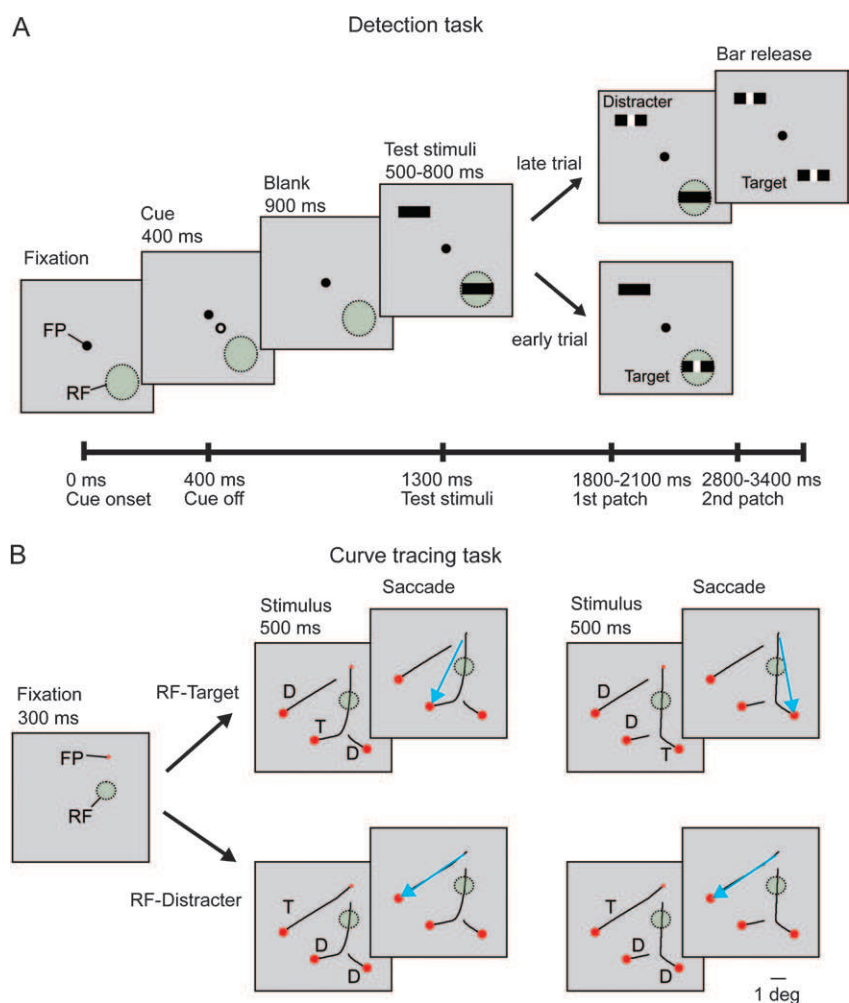 A
Detection task
Bar release
Distracter
Test stimuli
500-800 ms
late trial
Target
Blank
900 ms
Cue
400 ms
Fixation
FP
RF
early trial
Target
0 ms
Cue onset
400 ms
Cue off
1300 ms
Test stimuli
1800-2100 ms
1st patch
2800-3400 ms
2nd patch
B
Curve tracing task
Saccade
Saccade
Stimulus
500 ms
Stimulus
500 ms
Fixation
300 ms
RF-Target
FP
RF
D
T
D
D
D
T
RF-Distracter
T
D
D
T
D
D
1 deg